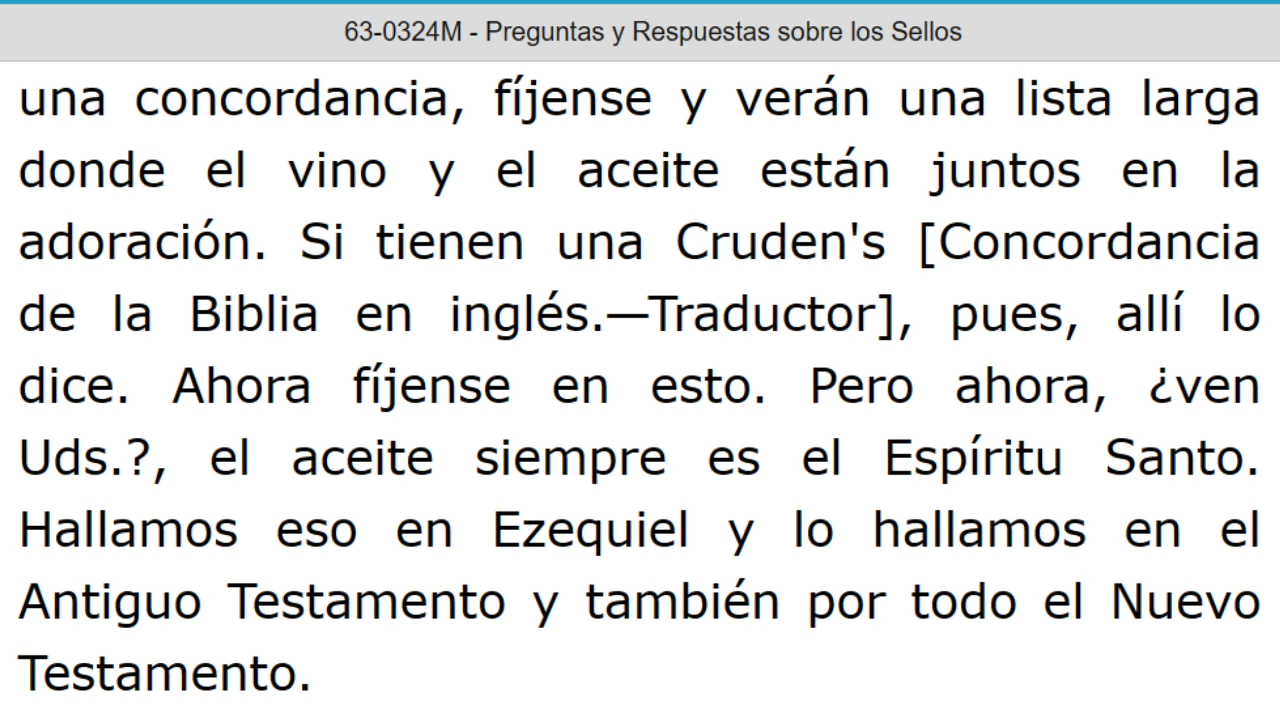 63-0324M - Preguntas y Respuestas sobre los Sellos
una concordancia, fíjense y verán una lista larga
donde el vino y el aceite están juntos en la
adoración. Si tienen una Cruden's [Concordancia
de la Biblia en inglés.—Traductor], pues, allí lo
dice. Ahora fíjense en esto. Pero ahora, ¿ven
Uds.?, el aceite siempre es el Espíritu Santo.
Hallamos eso en Ezequiel y lo hallamos en el
Antiguo Testamento y también por todo el Nuevo
Testamento.